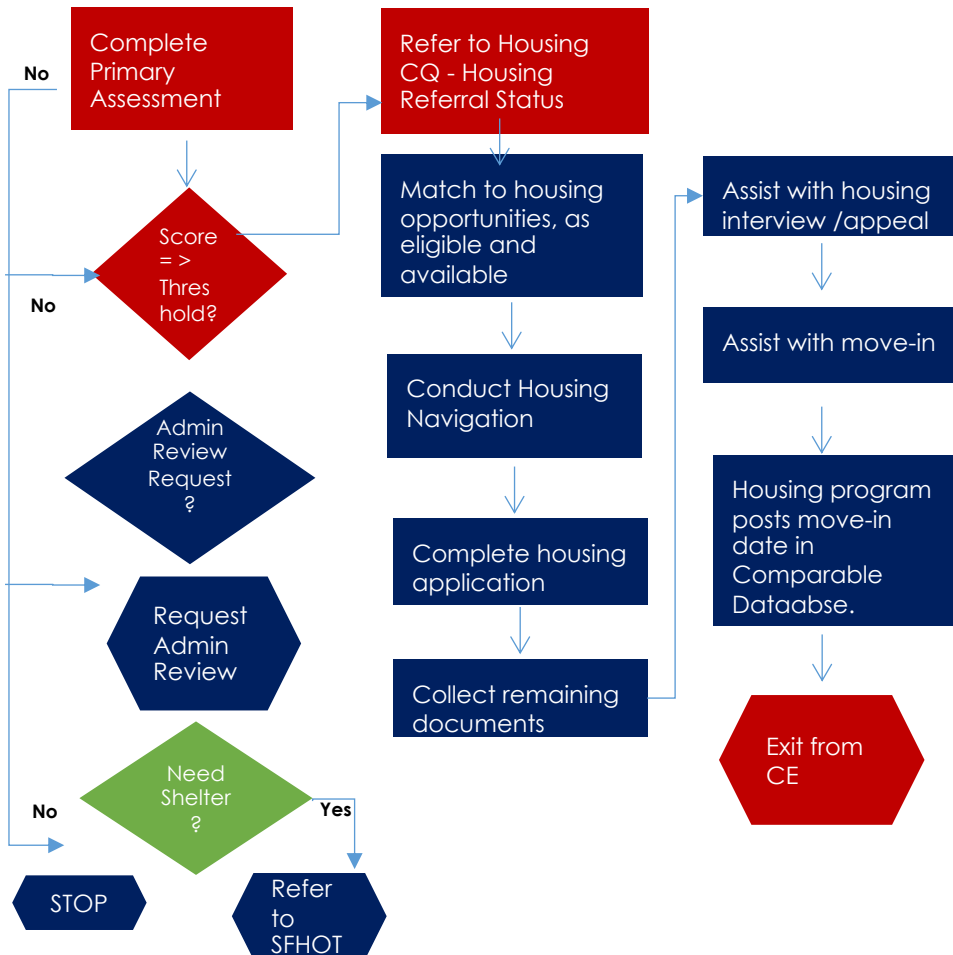 No
Complete
Primary
Assessment
Score
= >
Thres
hold?
No
Admin
Review
Request
?
Request
Admin
Review
Need
Shelter
?
No
Yes
STOP
Refer
to
SFHOT
Refer to Housing
CQ - Housing
Referral Status
Match to housing
opportunities, as
eligible and
available
Conduct Housing
Navigation
Complete housing
application
Collect remaining
documents
Assist with housing
interview /appeal
Assist with move-in
Housing program
posts move-in
date in
Comparable
Dataabse.
Exit from
CE